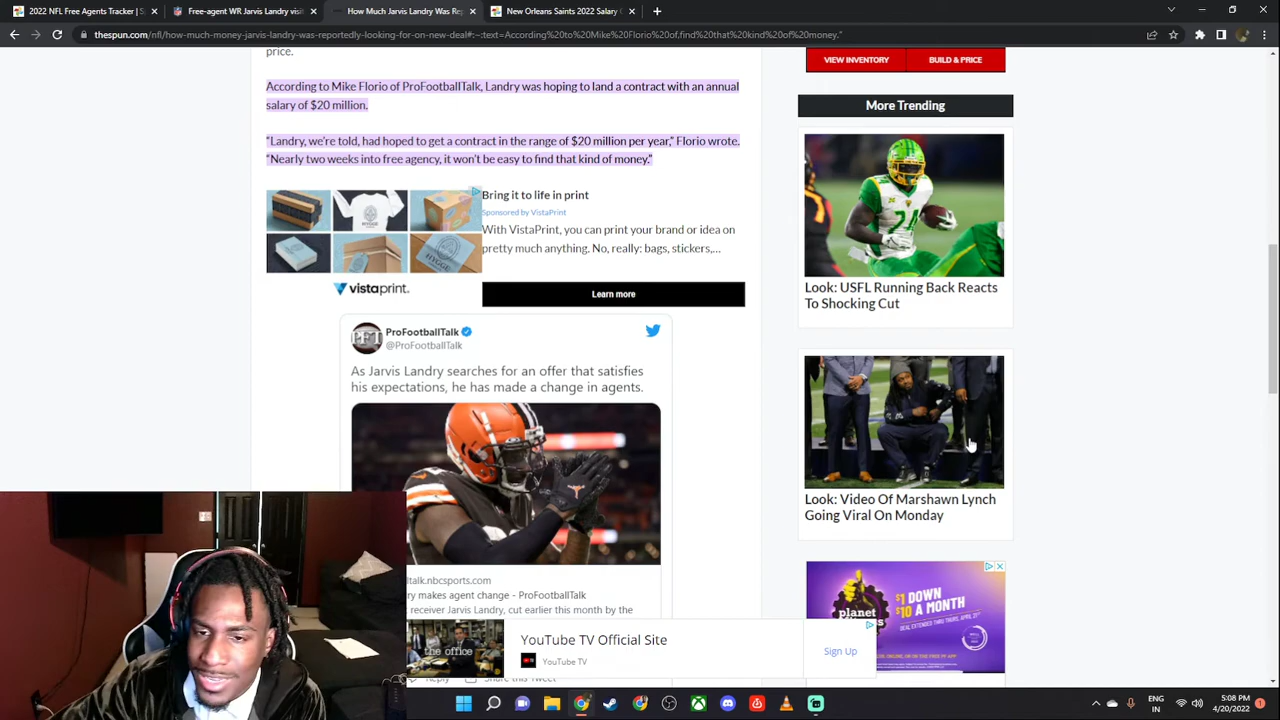 2022 NFL Free Agents Tracker | S
Free-agent WR Jarvis Landry visit
How Much Jarvis Landry Was Re
New Orleans Saints 2022 Salary
thespun.com/nfl/how-much-money-jarvis-landry-was-reportedly-looking-for-on-new-deal#:~:text=According%20to%20Mike%20Florio%20of,find%20that%20kind%20of%20money."
price.
According to Mike Florio of ProFootballTalk, Landry was hoping to land a contract with an annual
salary of $20 million.
"Landry, we're told, had hoped to get a contract in the range of $20 million per year," Florio wrote.
"Nearly two weeks into free agency, it won't be easy to find that kind of money."
Bring it to life in print
Sponsored by VistaPrint
With VistaPrint, you can print your brand or idea on
pretty much anything. No, really: bags, stickers,...
HYGGE
HYGGE
vistaprint.
Learn more
PFT
ProFootballTalk
@ProFootballTalk
As Jarvis Landry searches for an offer that satisfies
his expectations, he has made a change in agents.
talk.nbcsports.com
ry makes agent change - ProFootballTalk
receiver Jarvis Landry, cut earlier this month by the
Reply
Share this Tweet
VIEW INVENTORY
BUILD & PRICE
More Trending
24
Look: USFL Running Back Reacts
To Shocking Cut
Look: Video Of Marshawn Lynch
Going Viral On Monday
planet
$1 DOWN
$10 A MONTH
the office
YouTube TV Official Site
YouTube TV
Sign Up
ENG
IN
5:08 PM
4/20/2022